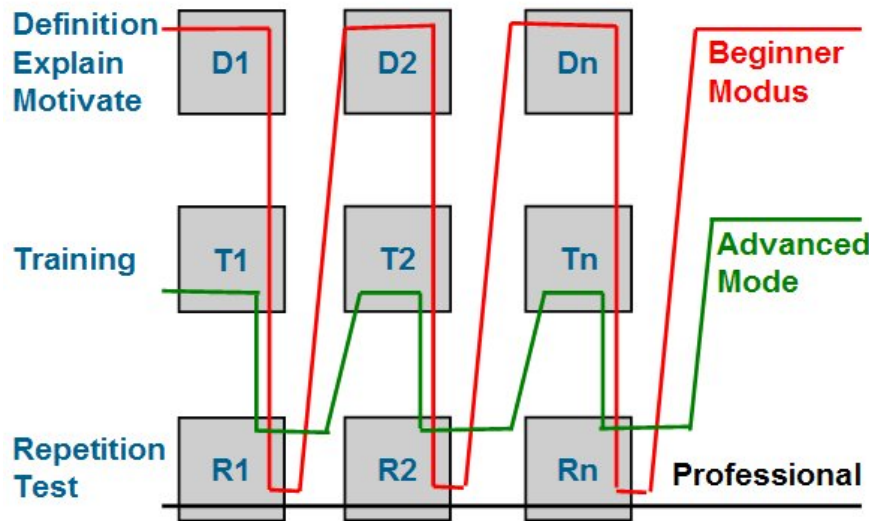 Definition
Explain
Motivate
D1
D2
Dn
Beginner
Modus
Training
T1
T2
Tn
Advanced
Mode
Repetition
Test
R1
R2
Rn
Professional